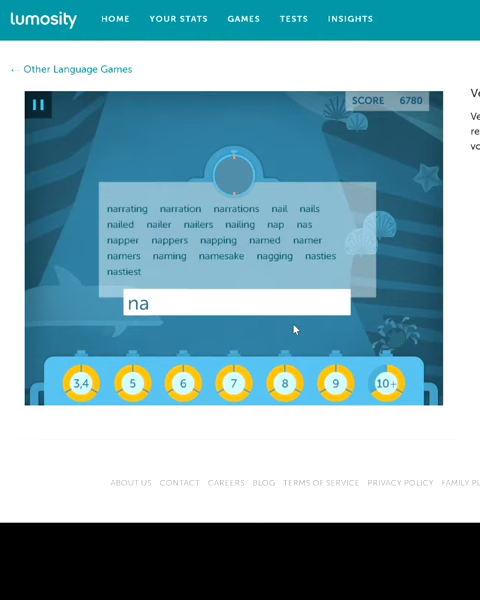 lumosity HOME YOUR STATS GAMES TESTS INSIGHTS
← Other Language Games
SCORE 6780
narrating narration narrations nail nails
nailed nailer nailers nailing nap nas
napper nappers napping named namer
namers naming namesake nagging nasties
nastiest
na
3,4 5 6 7 8 9 10+
ABOUT US CONTACT CAREERS BLOG TERMS OF SERVICE PRIVACY POLICY FAMILY